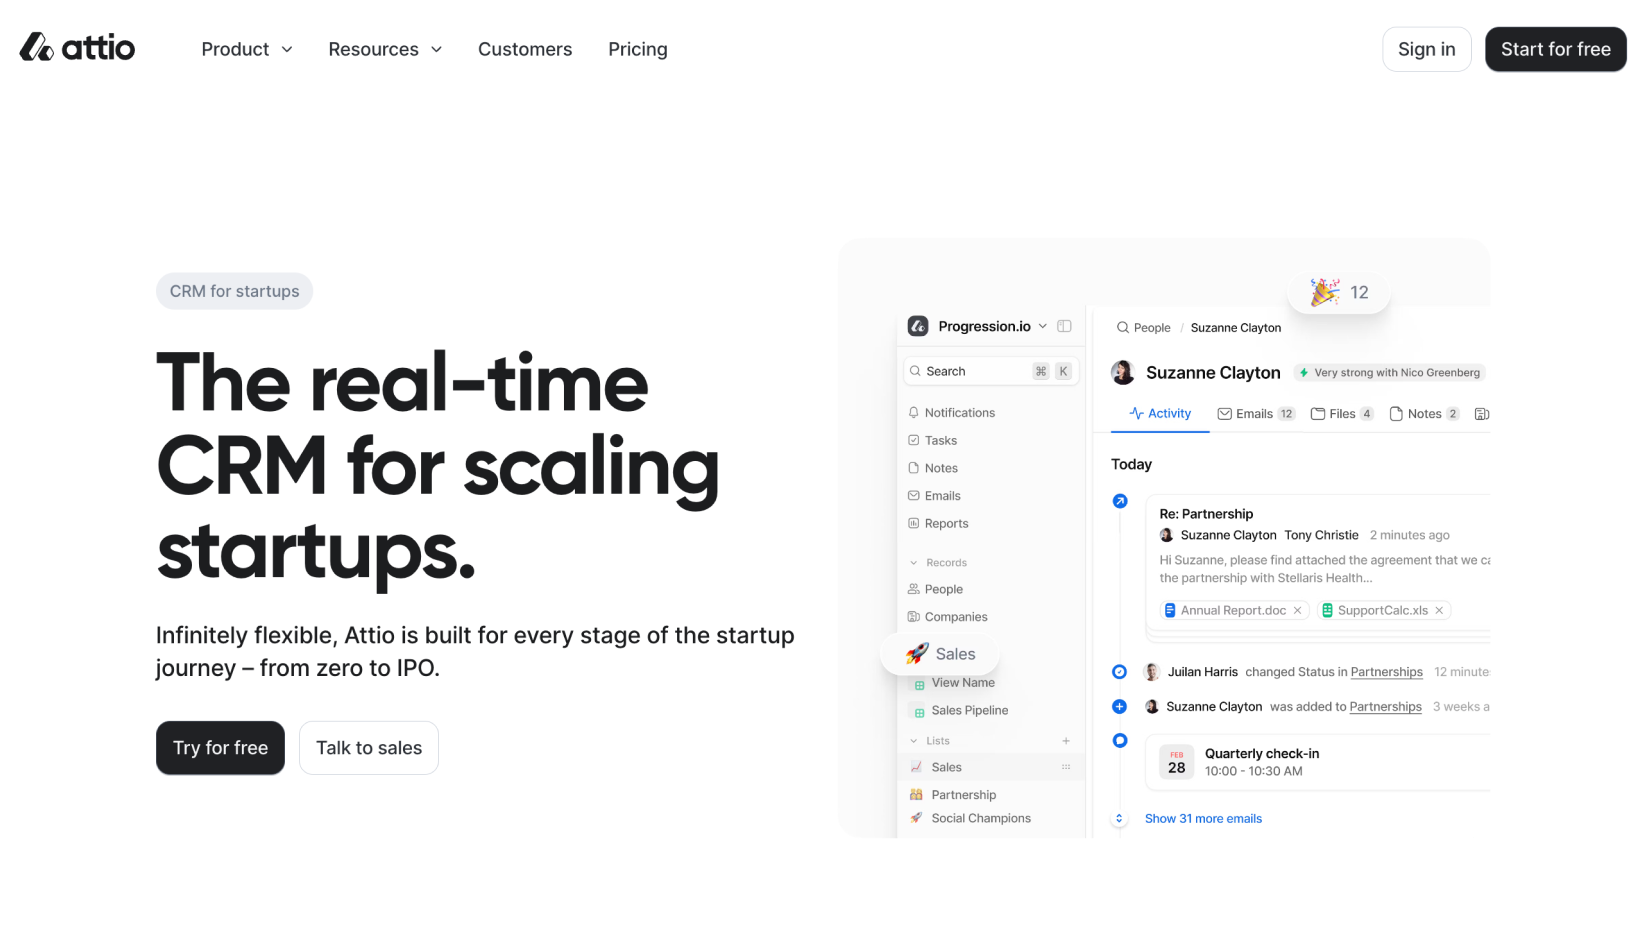 attio
Product
Resources
Customers
Pricing
Sign in
Start for free
CRM for startups
The real-time
CRM for scaling
startups.
Infinitely flexible, Attio is built for every stage of the startup
journey – from zero to IPO.
Try for free
Talk to sales
12
Progression.io
Search
⌘ K
Notifications
Tasks
Notes
Emails
Reports
Records
People
Companies
Sales
View Name
Sales Pipeline
Lists
Sales
Partnership
Social Champions
People / Suzanne Clayton
Suzanne Clayton
Very strong with Nico Greenberg
Activity
Emails 12
Files 4
Notes 2
Today
Re: Partnership
Suzanne Clayton Tony Christie 2 minutes ago
Hi Suzanne, please find attached the agreement that we ca
the partnership with Stellaris Health...
Annual Report.doc
SupportCalc.xls
Juilan Harris changed Status in Partnerships 12 minute
Suzanne Clayton was added to Partnerships 3 weeks a
FEB
28
Quarterly check-in
10:00 - 10:30 AM
Show 31 more emails